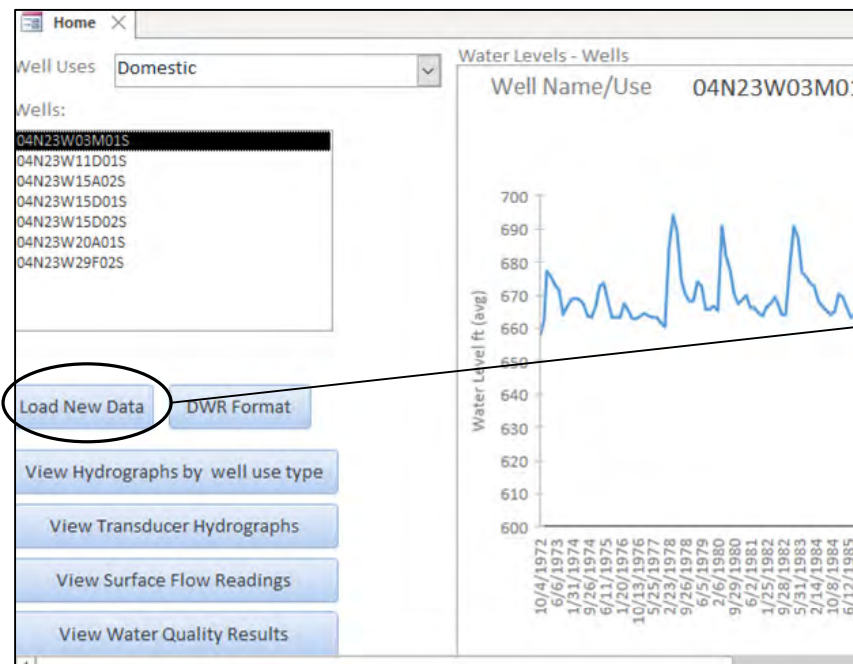 Home
Well Uses Domestic
Wells:
04N23W03M01S
04N23W11D01S
04N23W15A02S
04N23W15D01S
04N23W15D02S
04N23W20A01S
04N23W29F02S
Load New Data
DWR Format
View Hydrographs by well use type
View Transducer Hydrographs
View Surface Flow Readings
View Water Quality Results
Water Levels - Wells
Well Name/Use 04N23W03M01
Water Level ft (avg)
700
690
680
670
660
650
640
630
620
610
600
10/4/1972
6/6/1973
1/31/1974
9/26/1974
6/11/1975
1/20/1976
10/13/1976
5/25/1977
2/23/1978
9/26/1978
6/5/1979
2/6/1980
9/29/1980
6/2/1981
1/25/1982
9/28/1982
5/31/1983
2/14/1984
10/8/1984
6/12/1985